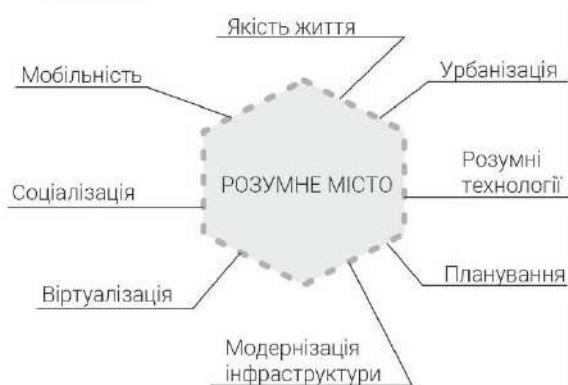 Якість життя
Мобільність
Урбанізація
РОЗУМНЕ МІСТО
Розумні
технології
Соціалізація
Планування
Віртуалізація
Модернізація
інфраструктури